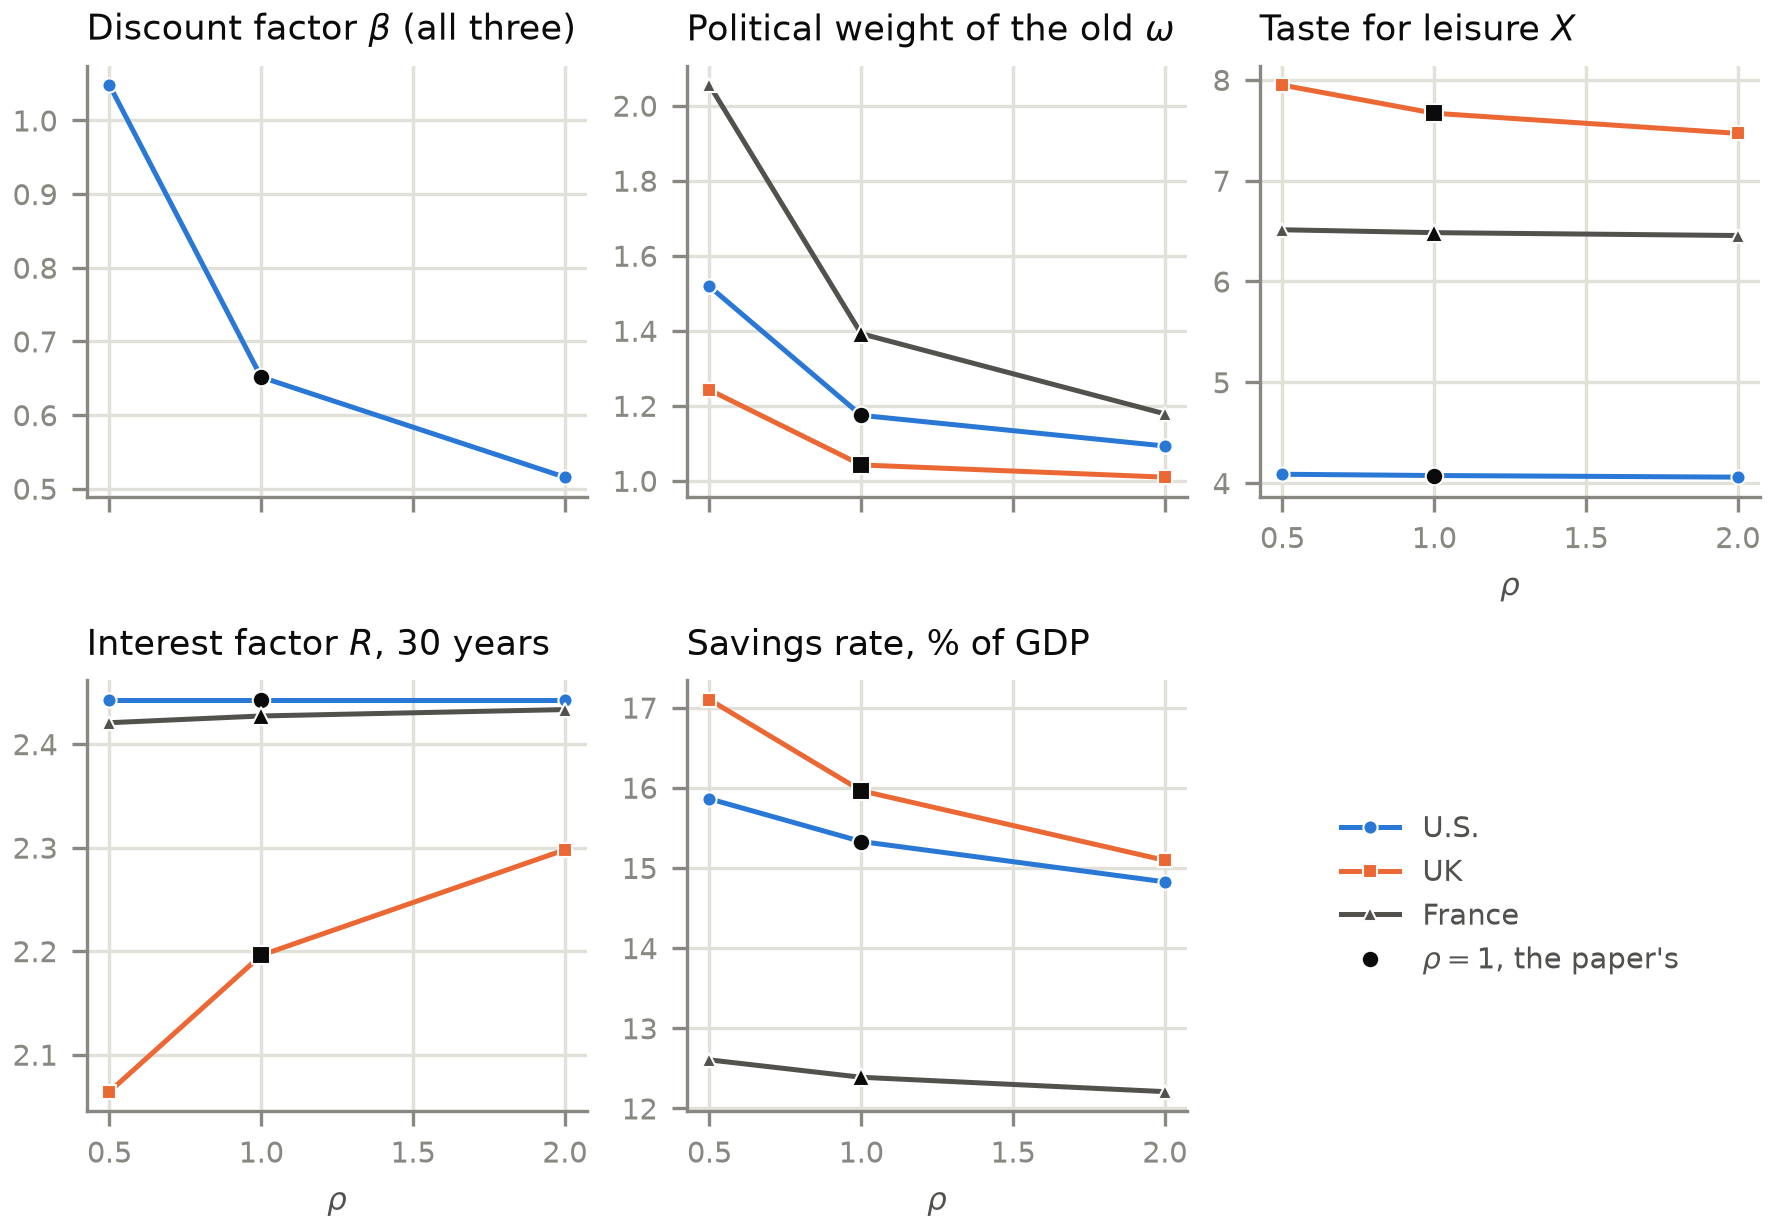 Discount factor β (all three)
1.0
0.9
0.8
0.7
0.6
0.5
Political weight of the old ω
2.0
1.8
1.6
1.4
1.2
1.0
Taste for leisure X
8
7
6
5
4
0.5 1.0 1.5 2.0
ρ
Interest factor R, 30 years
2.4
2.3
2.2
2.1
0.5 1.0 1.5 2.0
ρ
Savings rate, % of GDP
17
16
15
14
13
12
0.5 1.0 1.5 2.0
ρ
U.S.
UK
France
ρ = 1, the paper's